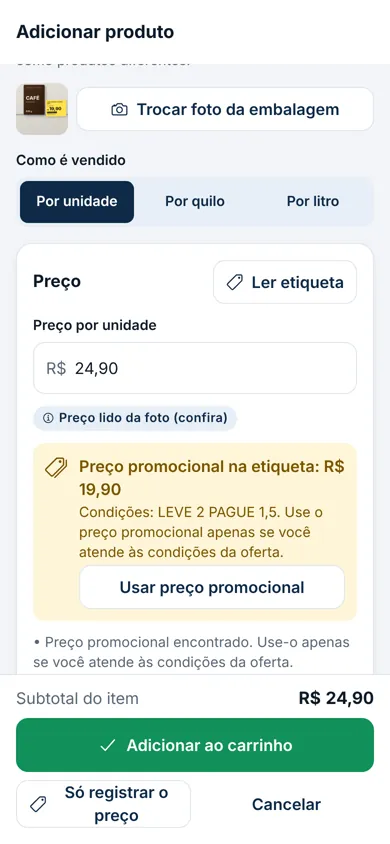 Adicionar produto
como produtos diferentes.
CAFÉ
19,90
Trocar foto da embalagem
Como é vendido
Por unidade
Por quilo
Por litro
Preço
Ler etiqueta
Preço por unidade
R$ 24,90
Preço lido da foto (confira)
Preço promocional na etiqueta: R$
19,90
Condições: LEVE 2 PAGUE 1,5. Use o
preço promocional apenas se você
atende às condições da oferta.
Usar preço promocional
• Preço promocional encontrado. Use-o apenas
se você atende às condições da oferta.
Subtotal do item
R$ 24,90
Adicionar ao carrinho
Só registrar o
preço
Cancelar